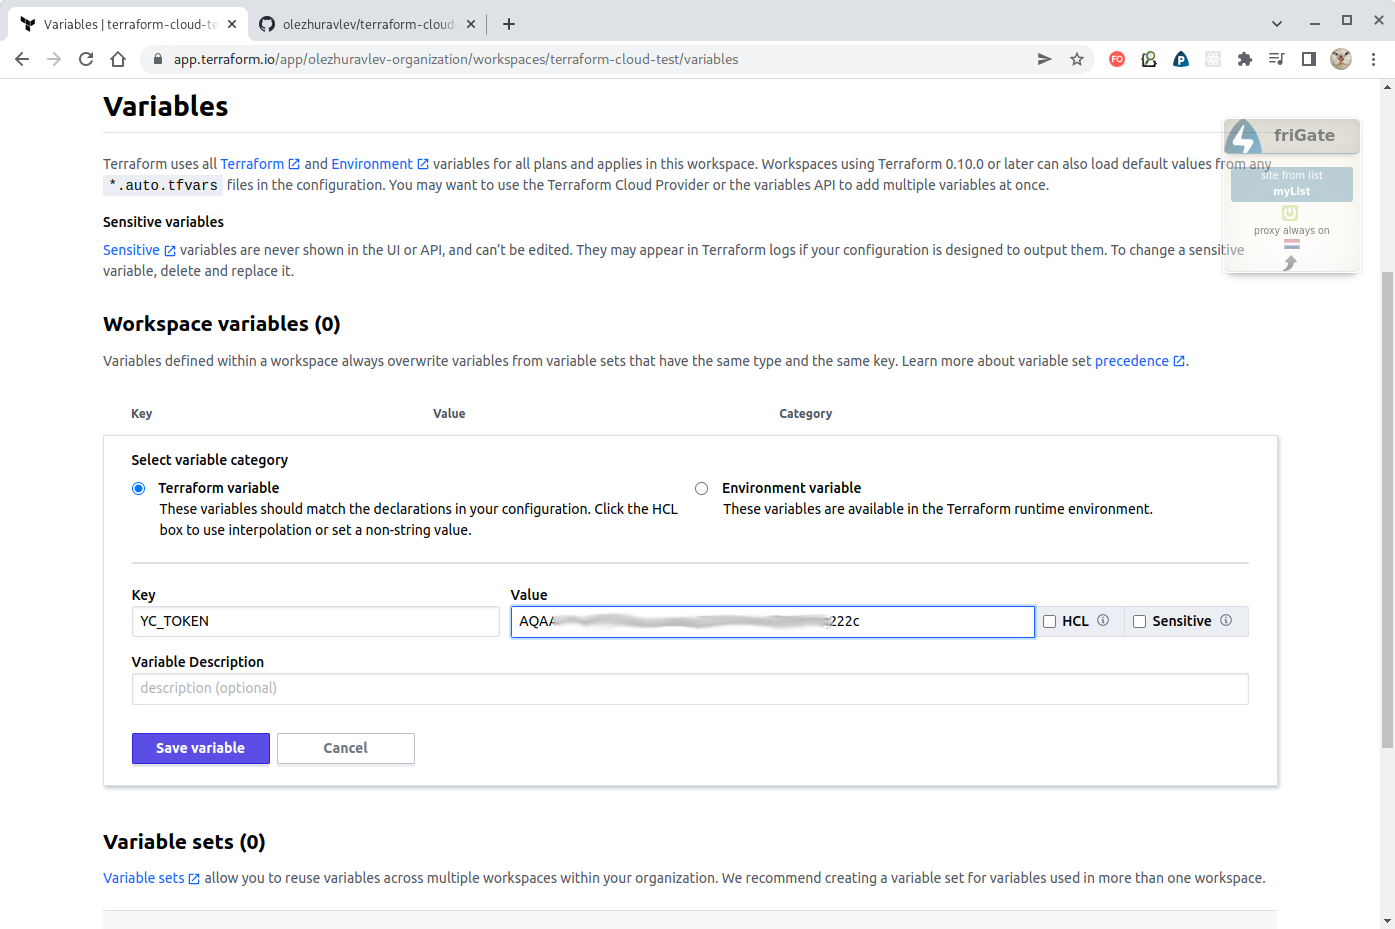 Variables | terraform-cloud-te
olezhuravlev/terraform-cloud-
app.terraform.io/app/olezhuravlev-organization/workspaces/terraform-cloud-test/variables
FO
P
Variables
friGate
site from list
myList
proxy always on
Terraform uses all Terraform and Environment variables for all plans and applies in this workspace. Workspaces using Terraform 0.10.0 or later can also load default values from any
*.auto.tfvars files in the configuration. You may want to use the Terraform Cloud Provider or the variables API to add multiple variables at once.
Sensitive variables
Sensitive variables are never shown in the UI or API, and can’t be edited. They may appear in Terraform logs if your configuration is designed to output them. To change a sensitive
variable, delete and replace it.
Workspace variables (0)
Variables defined within a workspace always overwrite variables from variable sets that have the same type and the same key. Learn more about variable set precedence.
Key Value Category
Select variable category
Terraform variable
These variables should match the declarations in your configuration. Click the HCL
box to use interpolation or set a non-string value.
Environment variable
These variables are available in the Terraform runtime environment.
Key Value
YC_TOKEN AQAA 222c HCL Sensitive
Variable Description
description (optional)
Save variable Cancel
Variable sets (0)
Variable sets allow you to reuse variables across multiple workspaces within your organization. We recommend creating a variable set for variables used in more than one workspace.